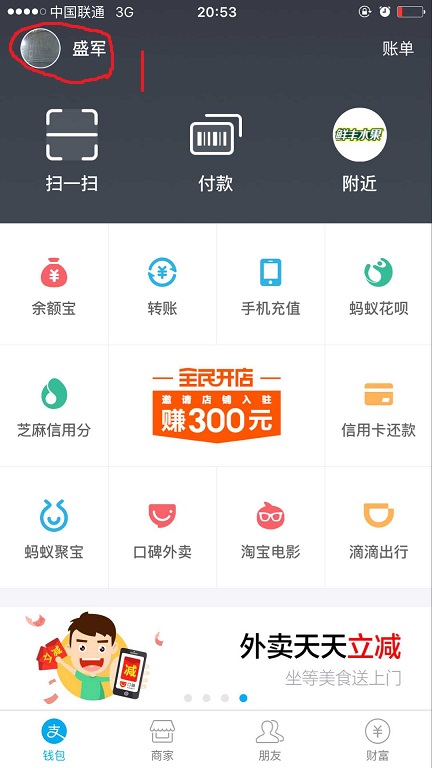 中国联通 3G 20:53
盛军 账单
扫一扫 付款 附近
鲜丰水果
余额宝 转账 手机充值 蚂蚁花呗
芝麻信用分 信用卡还款
全民开店
邀请店铺入驻
赚300元
蚂蚁聚宝 口碑外卖 淘宝电影 滴滴出行
立减 减
外卖天天立减
坐等美食送上门
钱包 商家 朋友 财富